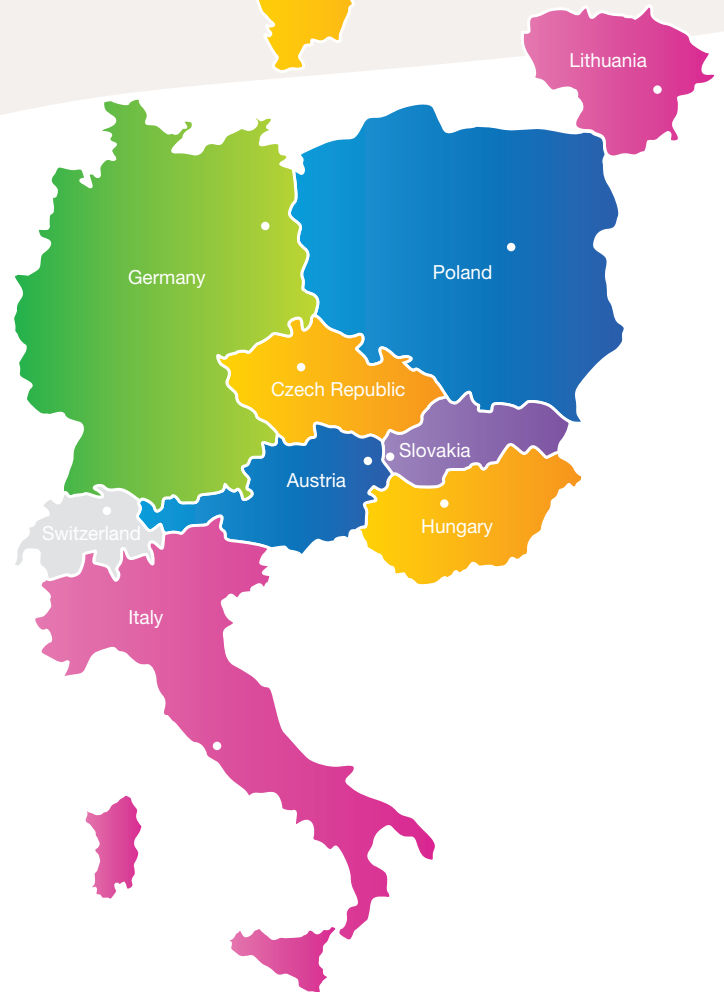 Lithuania
Germany
Poland
Czech Republic
Slovakia
Austria
Hungary
Switzerland
Italy